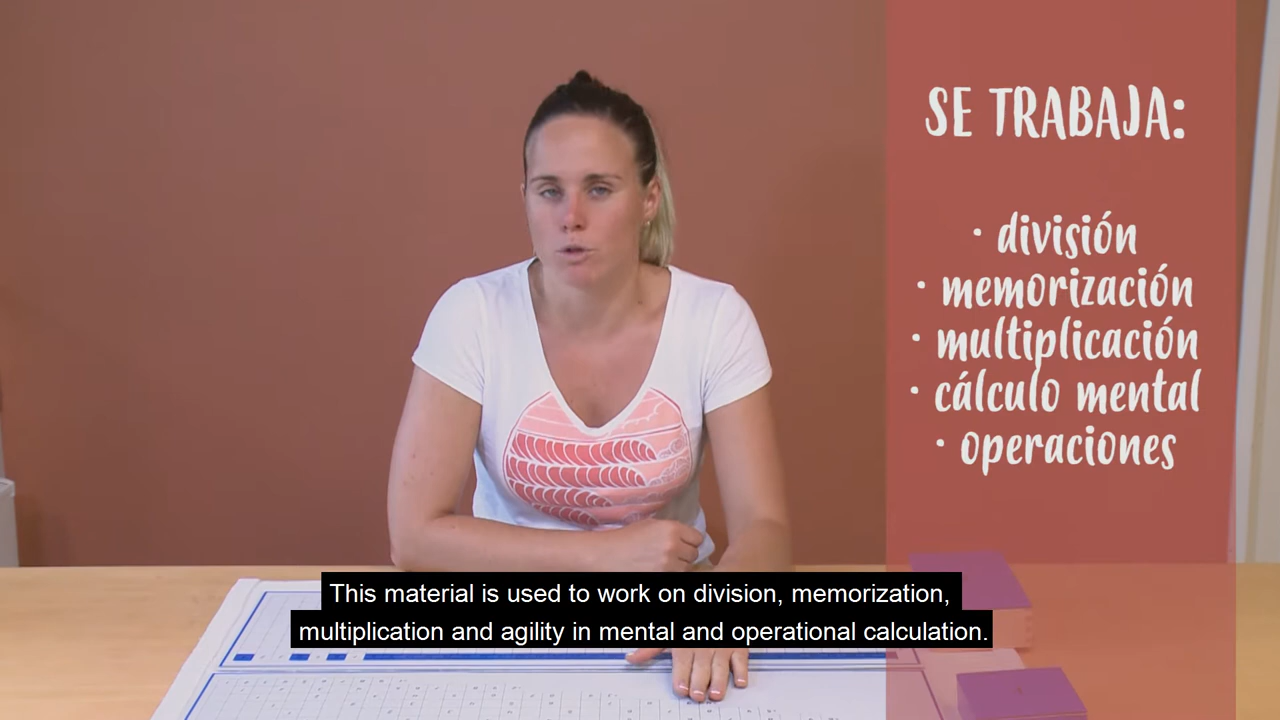 SE TRABAJA:
· división
· memorización
· multiplicación
· cálculo mental
· operaciones
This material is used to work on division, memorization,
multiplication and agility in mental and operational calculation.